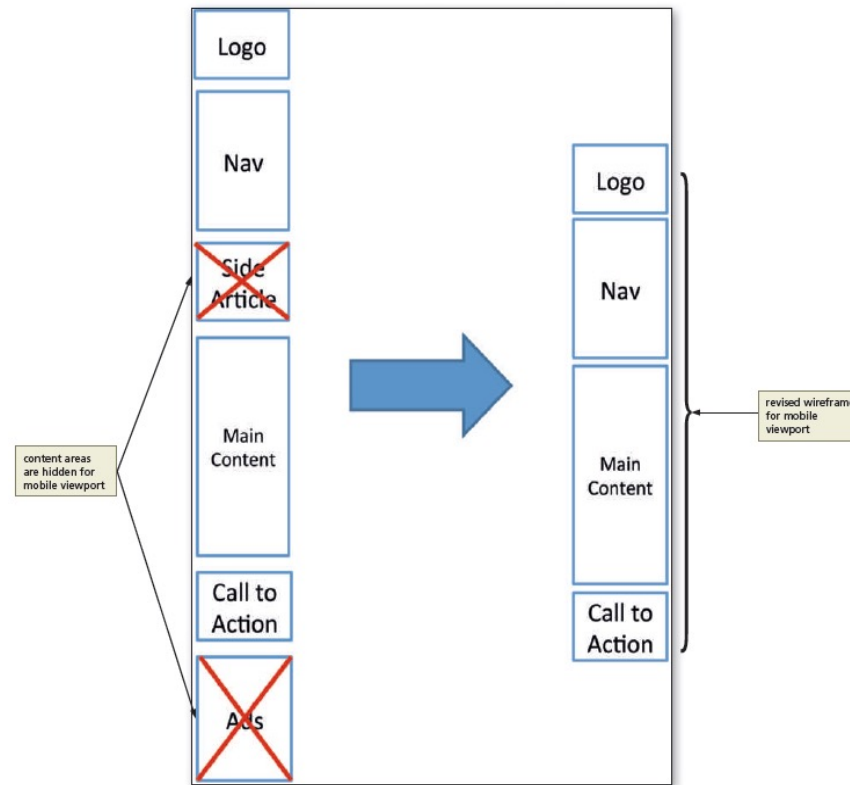 Logo
Nav
Side
Article
Main
Content
Call to
Action
Ads
content areas
are hidden for
mobile viewport
Logo
Nav
Main
Content
Call to
Action
revised wireframe
for mobile
viewport